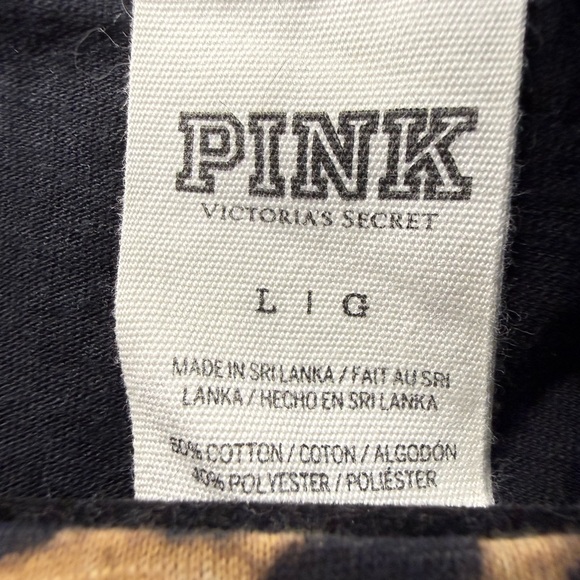 PINK
VICTORIA'S SECRET
L | G
MADE IN SRI LANKA / FAIT AU SRI
LANKA / HECHO EN SRI LANKA
60% COTTON / COTON / ALGODÓN
40% POLYESTER / POLIÉSTER